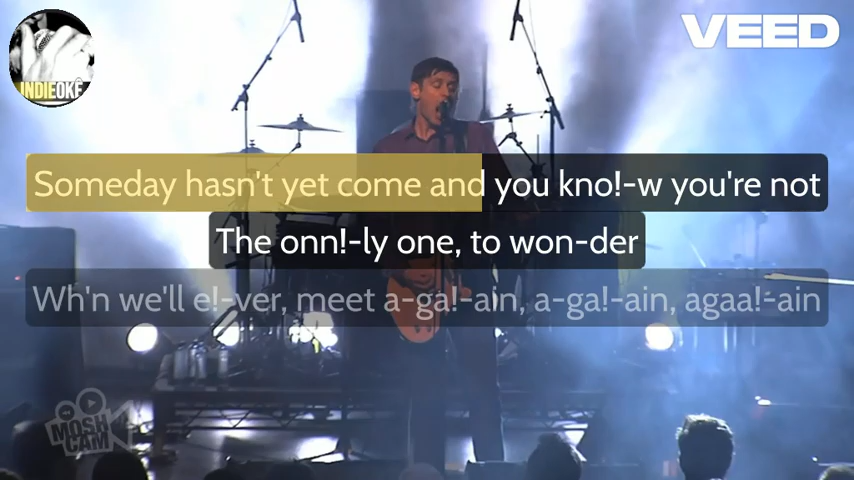 INDIEOKÊ
VEED
Someday hasn't yet come and you kno!-w you're not
The onn!-ly one, to won-der
Wh'n we'll e!-ver, meet a-ga!-ain, a-ga!-ain, agaa!-ain
MOSH
CAM